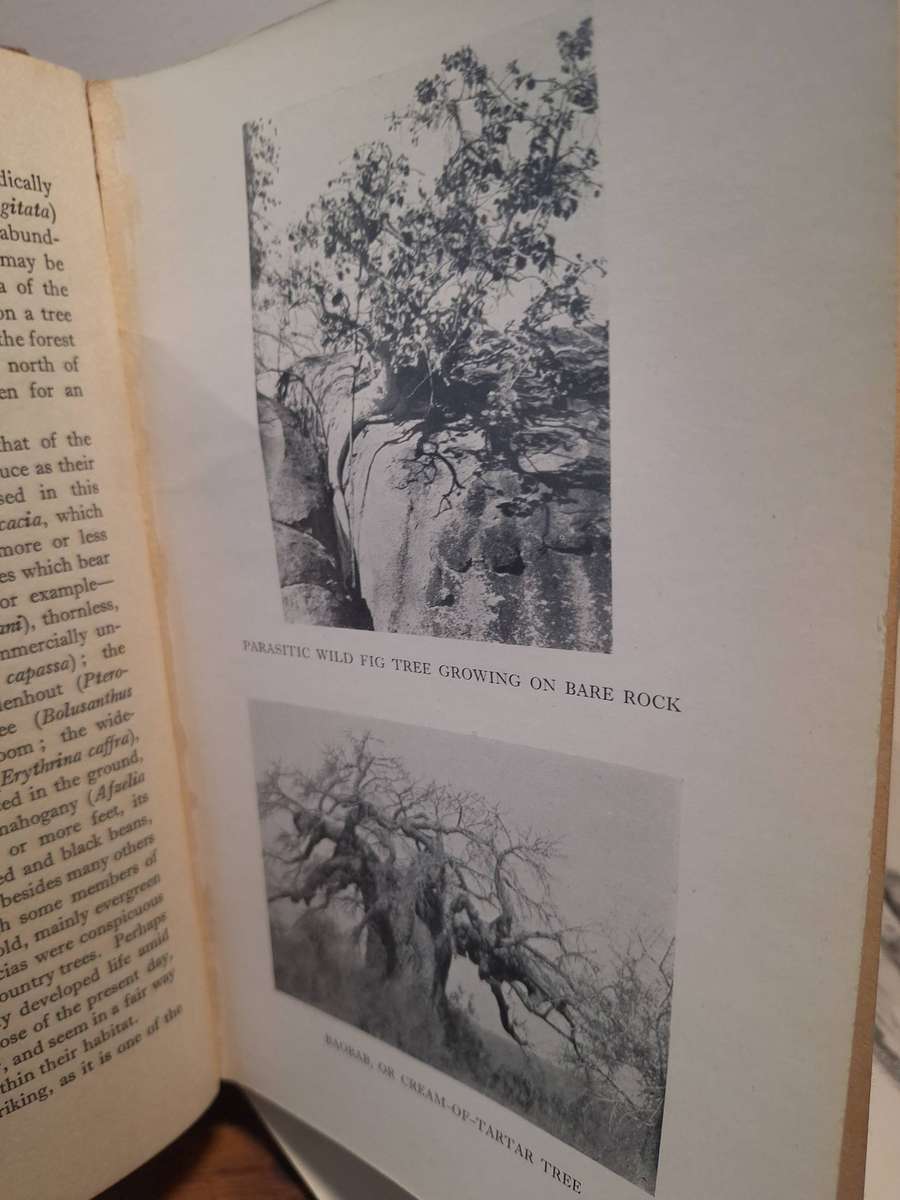 dically
gitata)
abund-
may be
a of the
on a tree
the forest
north of
en for an
hat of the
uce as their
sed in this
cacia, which
more or less
es which bear
or example—
ani), thornless,
mmercially un-
capassa); the
enhout (Ptero-
ee (Bolusanthus
oom; the wide-
Erythrina caffra),
ed in the ground,
mahogany (Afzelia
or more feet, its
ed and black beans,
besides many others
h some members of
old, mainly evergreen
cias were conspicuous
ountry trees. Perhaps
y developed life amid
ose of the present day,
, and seem in a fair way
thin their habitat.
riking, as it is one of the
PARASITIC WILD FIG TREE GROWING ON BARE ROCK
BAOBAB, OR CREAM-OF-TARTAR TREE